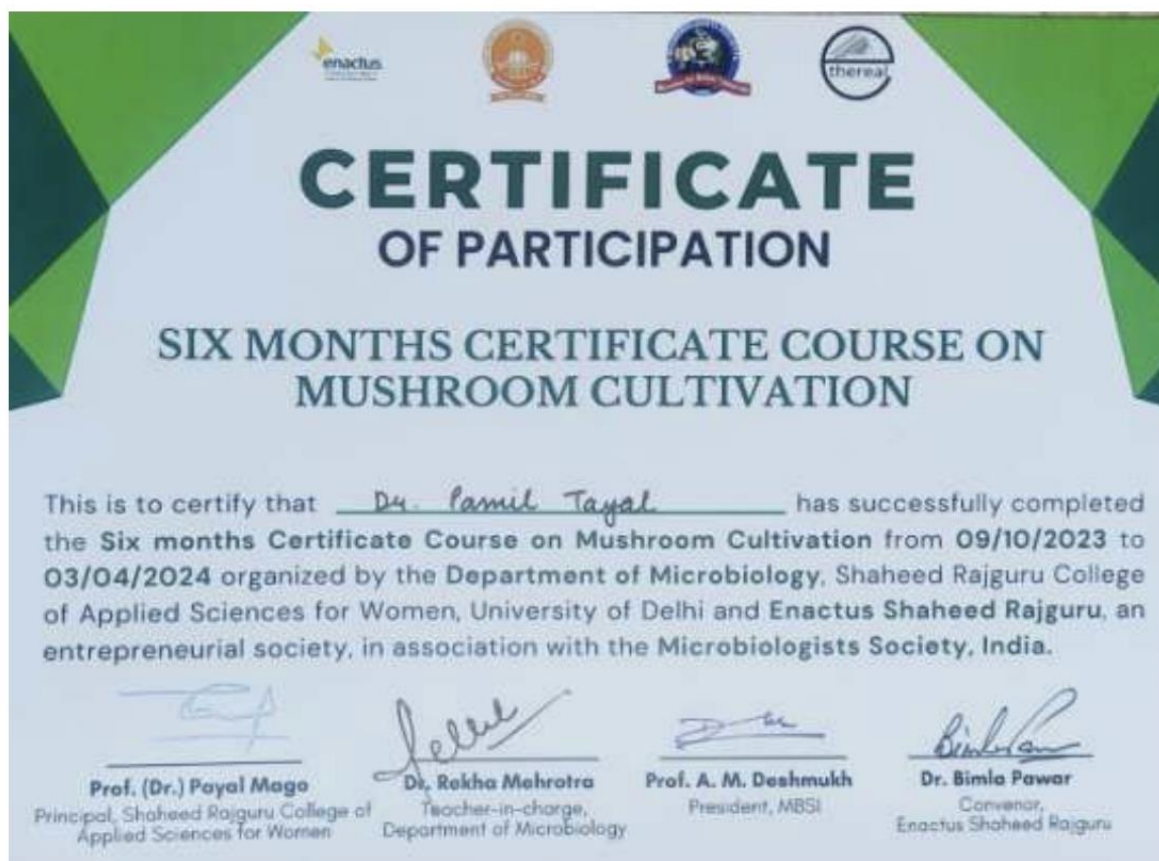 enactus
thereal
CERTIFICATE
OF PARTICIPATION
SIX MONTHS CERTIFICATE COURSE ON
MUSHROOM CULTIVATION
This is to certify that Dr. Pamil Tayal has successfully completed
the Six months Certificate Course on Mushroom Cultivation from 09/10/2023 to
03/04/2024 organized by the Department of Microbiology, Shaheed Rajguru College
of Applied Sciences for Women, University of Delhi and Enactus Shaheed Rajguru, an
entrepreneurial society, in association with the Microbiologists Society, India.
Prof. (Dr.) Payal Mago
Principal, Shaheed Rajguru College of
Applied Sciences for Women
Dr. Rekha Mehrotra
Teacher-in-charge,
Department of Microbiology
Prof. A. M. Deshmukh
President, MBSI
Dr. Bimla Pawar
Convenor,
Enactus Shaheed Rajguru